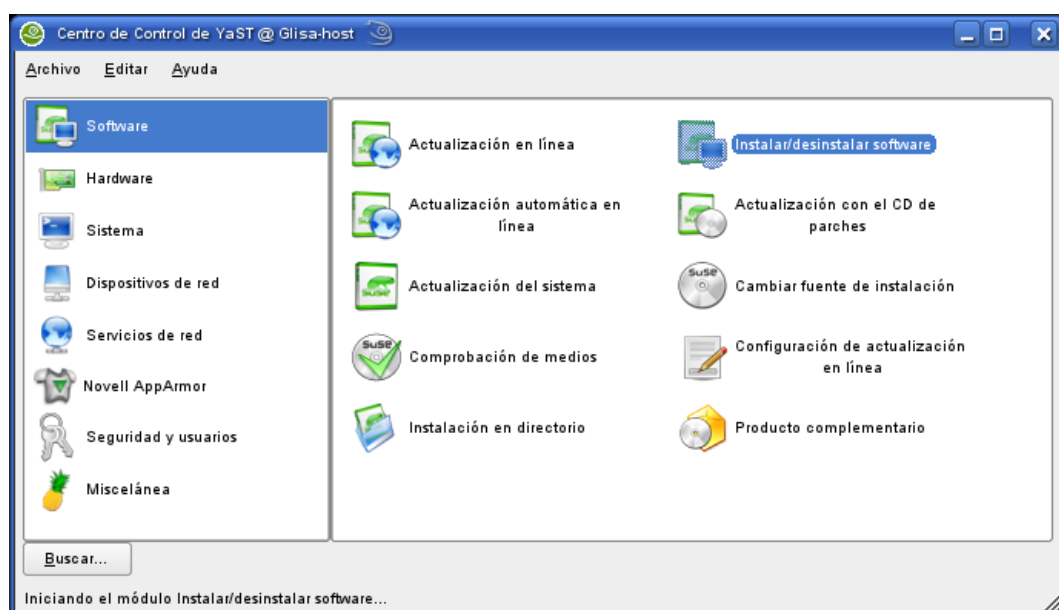 Centro de Control de YaST @ Glisa-host
Archivo Editar Ayuda
Software
Hardware
Sistema
Dispositivos de red
Servicios de red
Novell AppArmor
Seguridad y usuarios
Miscelánea
Actualización en línea
Instalar/desinstalar software
Actualización automática en
línea
Actualización con el CD de
parches
Actualización del sistema
SUSE
Cambiar fuente de instalación
SUSE
Comprobación de medios
Configuración de actualización
en línea
Instalación en directorio
Producto complementario
Buscar...
Iniciando el módulo Instalar/desinstalar software...